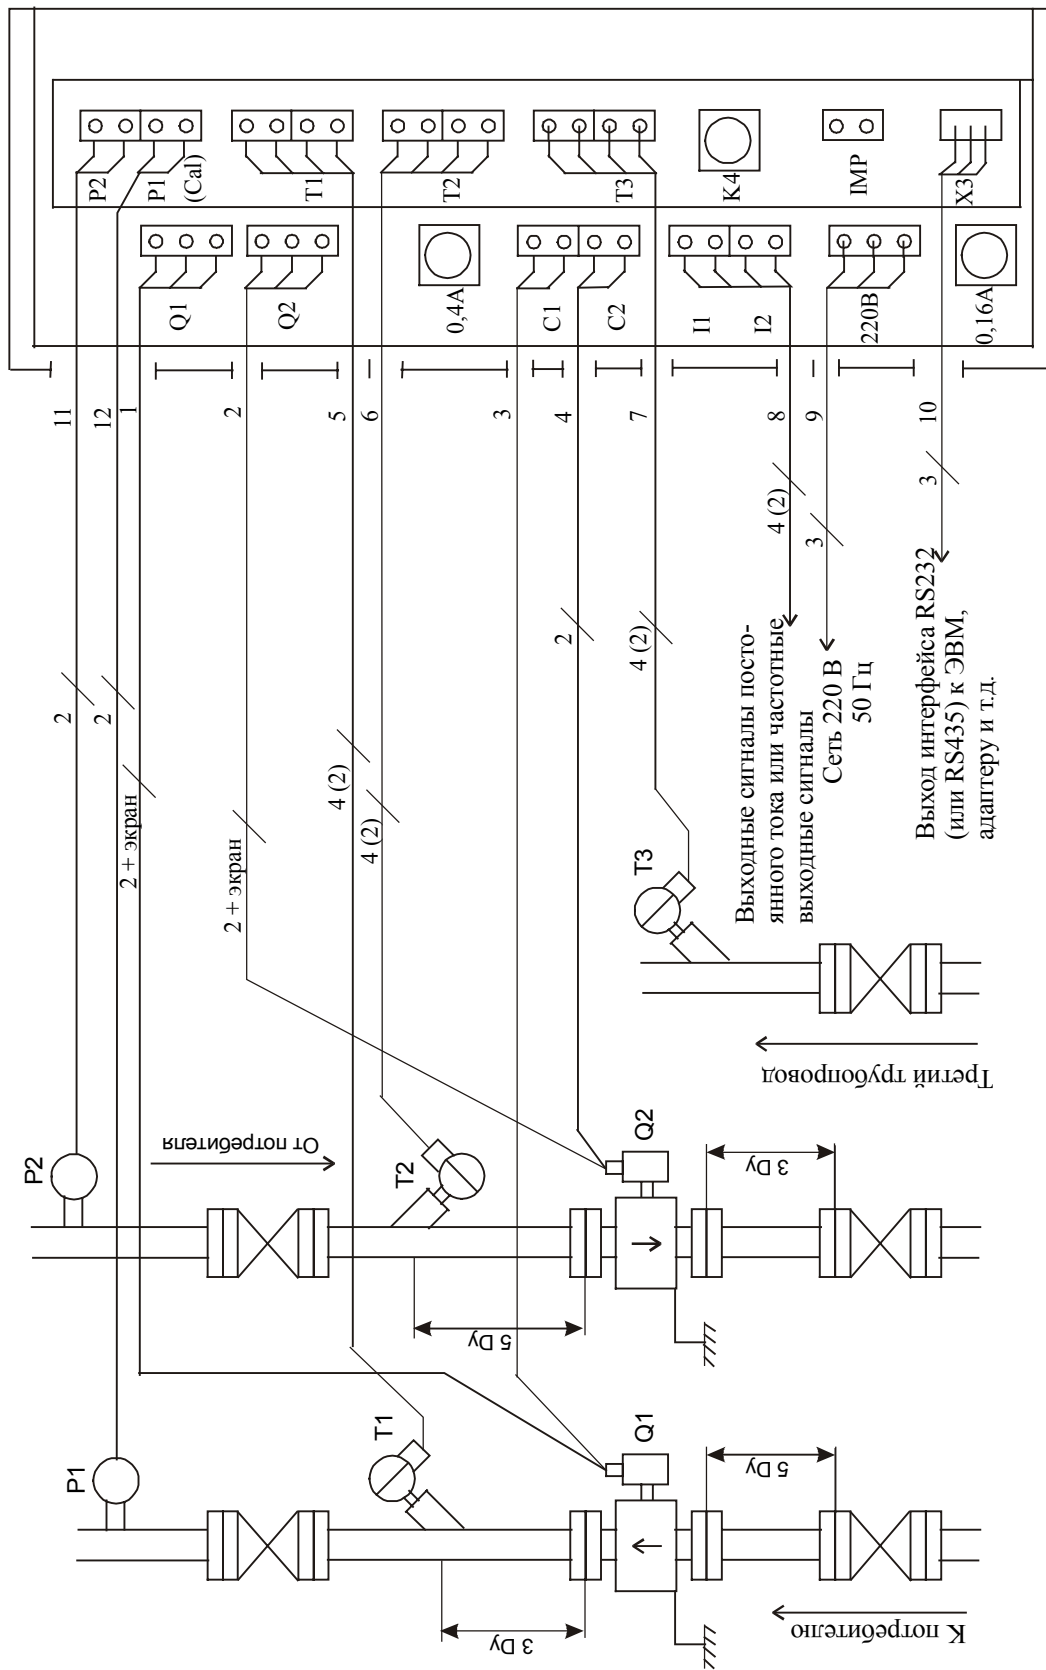 P2
P1
(Cal)
T1
T2
T3
K4
IMP
X3
Q1
Q2
0,4A
C1
C2
I1
I2
220В
0,16A
11
12
1
2
5
6
3
4
7
8
9
10
2
2
2 + экран
2 + экран
4 (2)
4 (2)
2
4 (2)
4 (2)
3
3
Выходные сигналы посто-
янного тока или частотные
выходные сигналы
Сеть 220 В
50 Гц
Выход интерфейса RS232
(или RS435) к ЭВМ,
адаптеру и т.д.
P2
От потребителя
T2
Q2
T3
Третий трубопровод
5 Dy
3 Dy
P1
T1
Q1
3 Dy
5 Dy
К потребителю